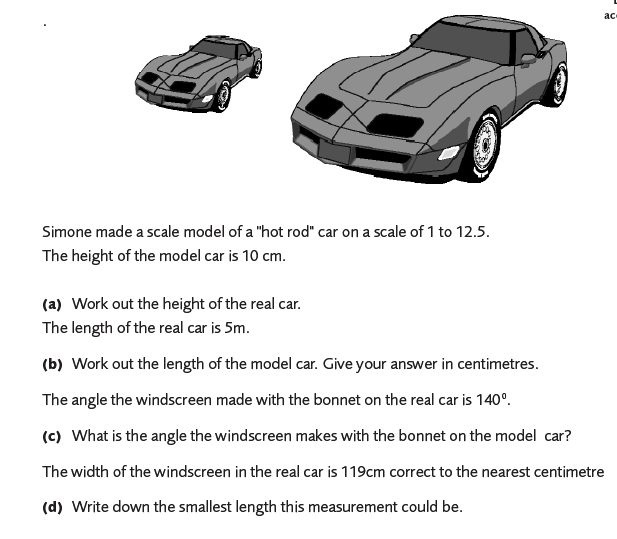 ac
Simone made a scale model of a "hot rod" car on a scale of 1 to 12.5.
The height of the model car is 10 cm.
(a) Work out the height of the real car.
The length of the real car is 5m.
(b) Work out the length of the model car. Give your answer in centimetres.
The angle the windscreen made with the bonnet on the real car is 140⁰.
(c) What is the angle the windscreen makes with the bonnet on the model car?
The width of the windscreen in the real car is 119cm correct to the nearest centimetre
(d) Write down the smallest length this measurement could be.